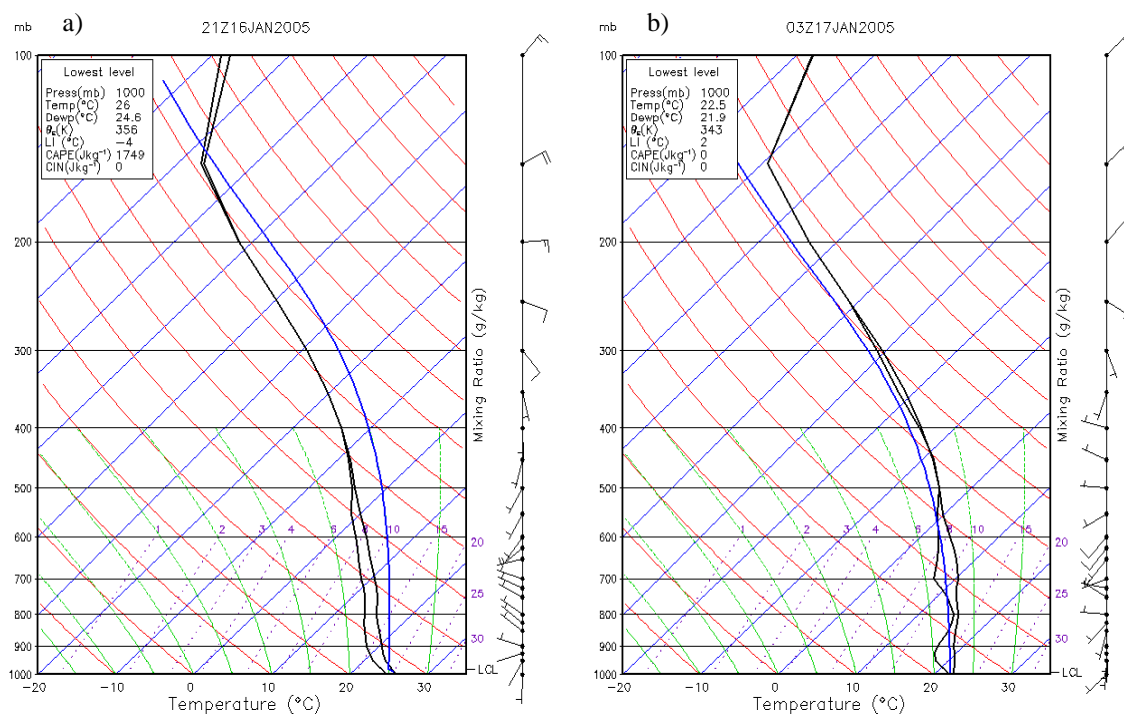 a)
mb
21Z16JAN2005
Lowest level
Press(mb) 1000
Temp(°C) 26
Dewp(°C) 24.6
θE(K) 356
LI (°C) −4
CAPE(Jkg⁻¹) 1749
CIN(Jkg⁻¹) 0
100
200
300
400
500
600
700
800
900
1000
1 2 3 4 6 8 10 15
20
25
30
LCL
−20 −10 0 10 20 30
Temperature (°C)
Mixing Ratio (g/kg)
b)
mb
03Z17JAN2005
Lowest level
Press(mb) 1000
Temp(°C) 22.5
Dewp(°C) 21.9
θE(K) 343
LI (°C) 2
CAPE(Jkg⁻¹) 0
CIN(Jkg⁻¹) 0
100
200
300
400
500
600
700
800
900
1000
1 2 3 4 6 8 10 15
20
25
30
LCL
−20 −10 0 10 20 30
Temperature (°C)
Mixing Ratio (g/kg)